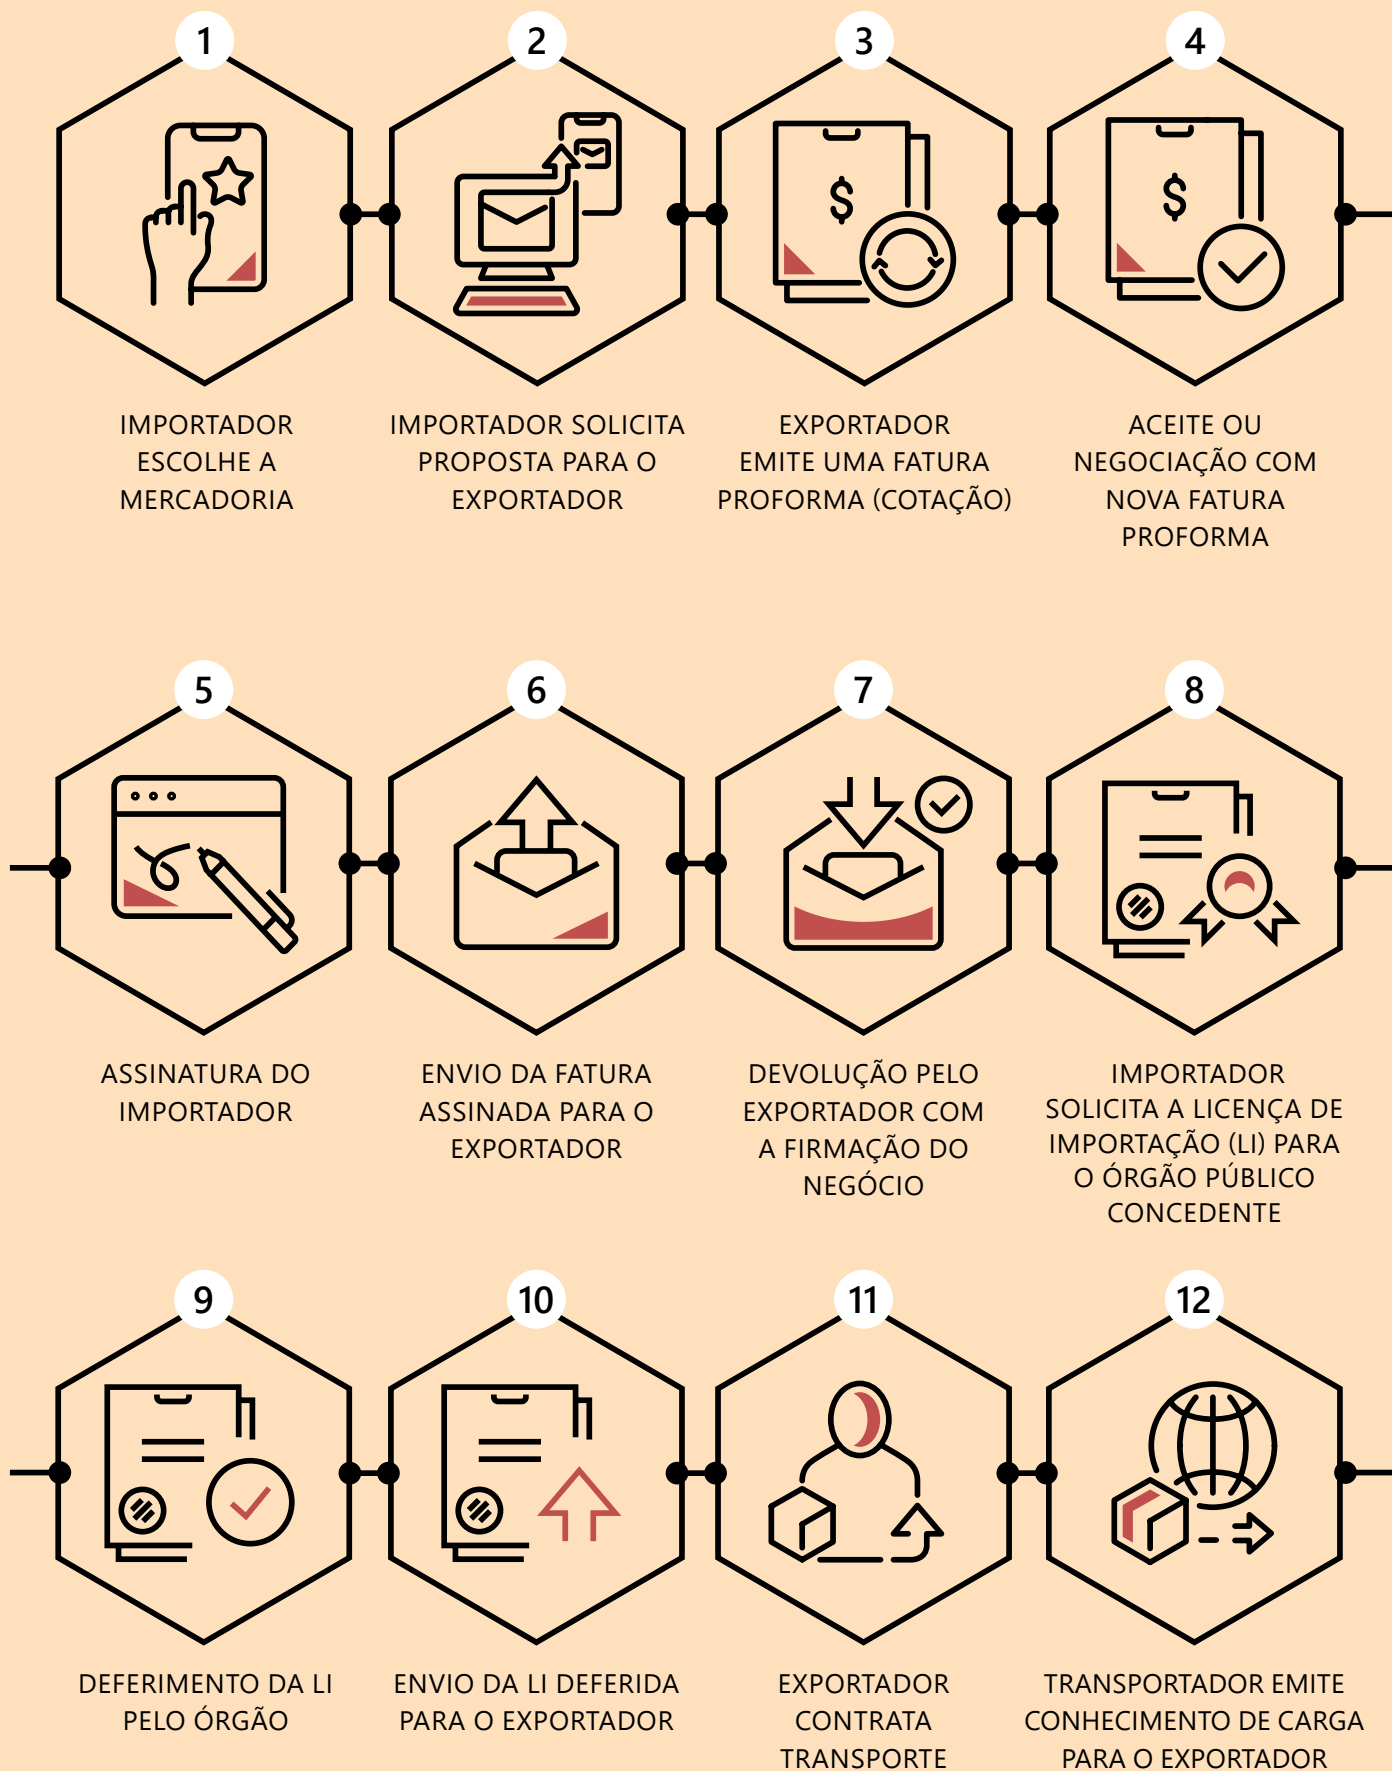 1
IMPORTADOR
ESCOLHE A
MERCADORIA
2
IMPORTADOR SOLICITA
PROPOSTA PARA O
EXPORTADOR
3
EXPORTADOR
EMITE UMA FATURA
PROFORMA (COTAÇÃO)
4
ACEITE OU
NEGOCIAÇÃO COM
NOVA FATURA
PROFORMA
5
ASSINATURA DO
IMPORTADOR
6
ENVIO DA FATURA
ASSINADA PARA O
EXPORTADOR
7
DEVOLUÇÃO PELO
EXPORTADOR COM
A FIRMAÇÃO DO
NEGÓCIO
8
IMPORTADOR
SOLICITA A LICENÇA DE
IMPORTAÇÃO (LI) PARA
O ÓRGÃO PÚBLICO
CONCEDENTE
9
DEFERIMENTO DA LI
PELO ÓRGÃO
10
ENVIO DA LI DEFERIDA
PARA O EXPORTADOR
11
EXPORTADOR
CONTRATA
TRANSPORTE
12
TRANSPORTADOR EMITE
CONHECIMENTO DE CARGA
PARA O EXPORTADOR